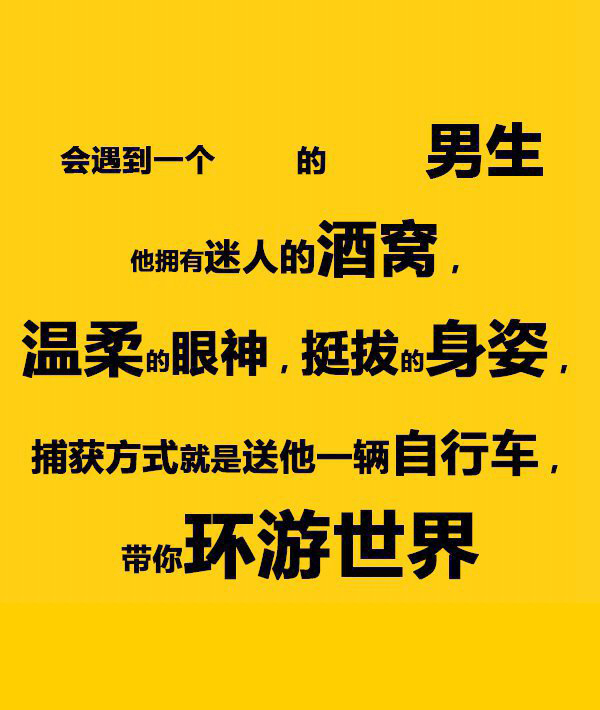 会遇到一个 的 男生
他拥有迷人的酒窝，
温柔的眼神，挺拔的身姿，
捕获方式就是送他一辆自行车，
带你环游世界